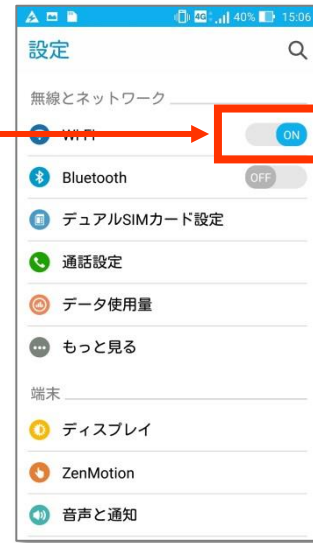 4G 40% 15:06
設定
無線とネットワーク
Wi-Fi ON
Bluetooth OFF
デュアルSIMカード設定
通話設定
データ使用量
もっと見る
端末
ディスプレイ
ZenMotion
音声と通知